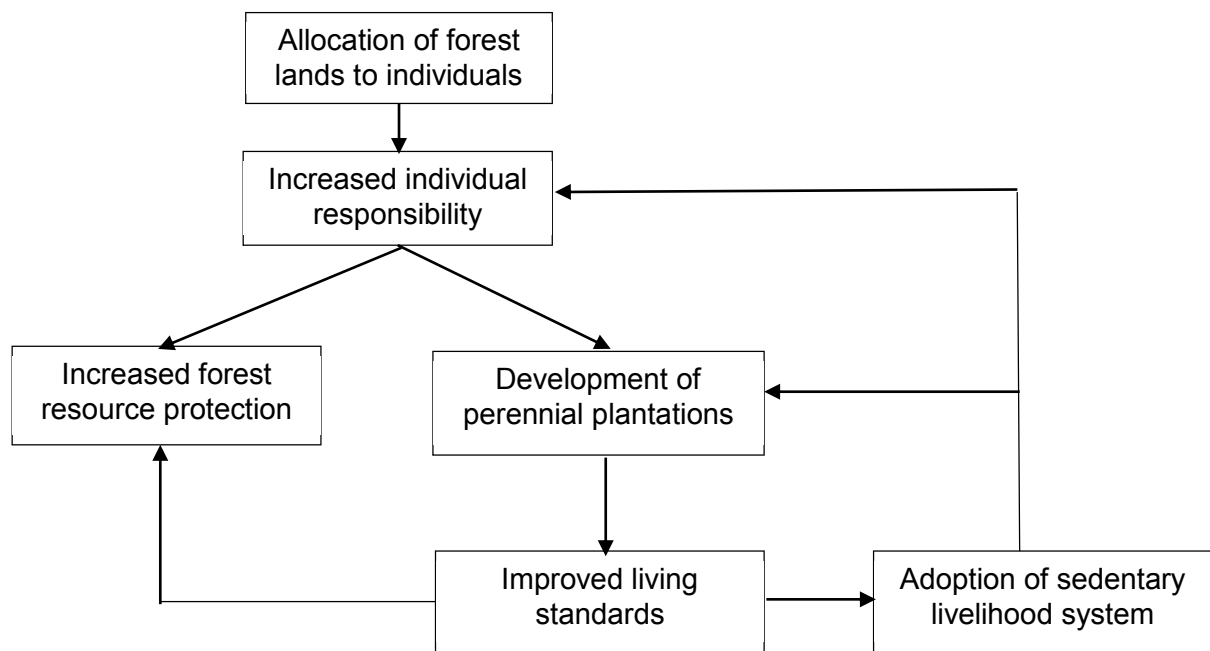 Allocation of forest
lands to individuals
Increased individual
responsibility
Increased forest
resource protection
Development of
perennial plantations
Improved living
standards
Adoption of sedentary
livelihood system